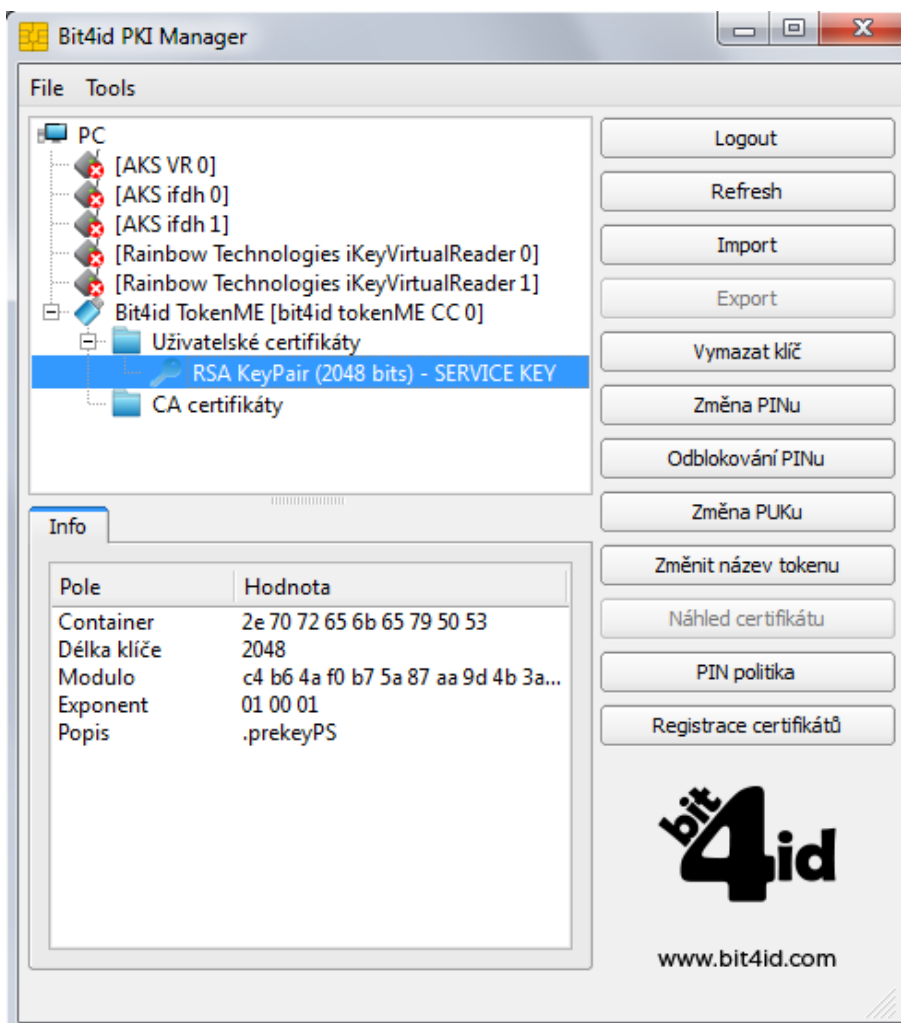 Bit4id PKI Manager
File Tools
PC
[AKS VR 0]
[AKS ifdh 0]
[AKS ifdh 1]
[Rainbow Technologies iKeyVirtualReader 0]
[Rainbow Technologies iKeyVirtualReader 1]
Bit4id TokenME [bit4id tokenME CC 0]
Uživatelské certifikáty
RSA KeyPair (2048 bits) - SERVICE KEY
CA certifikáty
Logout
Refresh
Import
Export
Vymazat klíč
Změna PINu
Odblokování PINu
Změna PUKu
Změnit název tokenu
Náhled certifikátu
PIN politika
Registrace certifikátů
Info
Pole Hodnota
Container 2e 70 72 65 6b 65 79 50 53
Délka klíče 2048
Modulo c4 b6 4a f0 b7 5a 87 aa 9d 4b 3a...
Exponent 01 00 01
Popis .prekeyPS
bit4id
www.bit4id.com